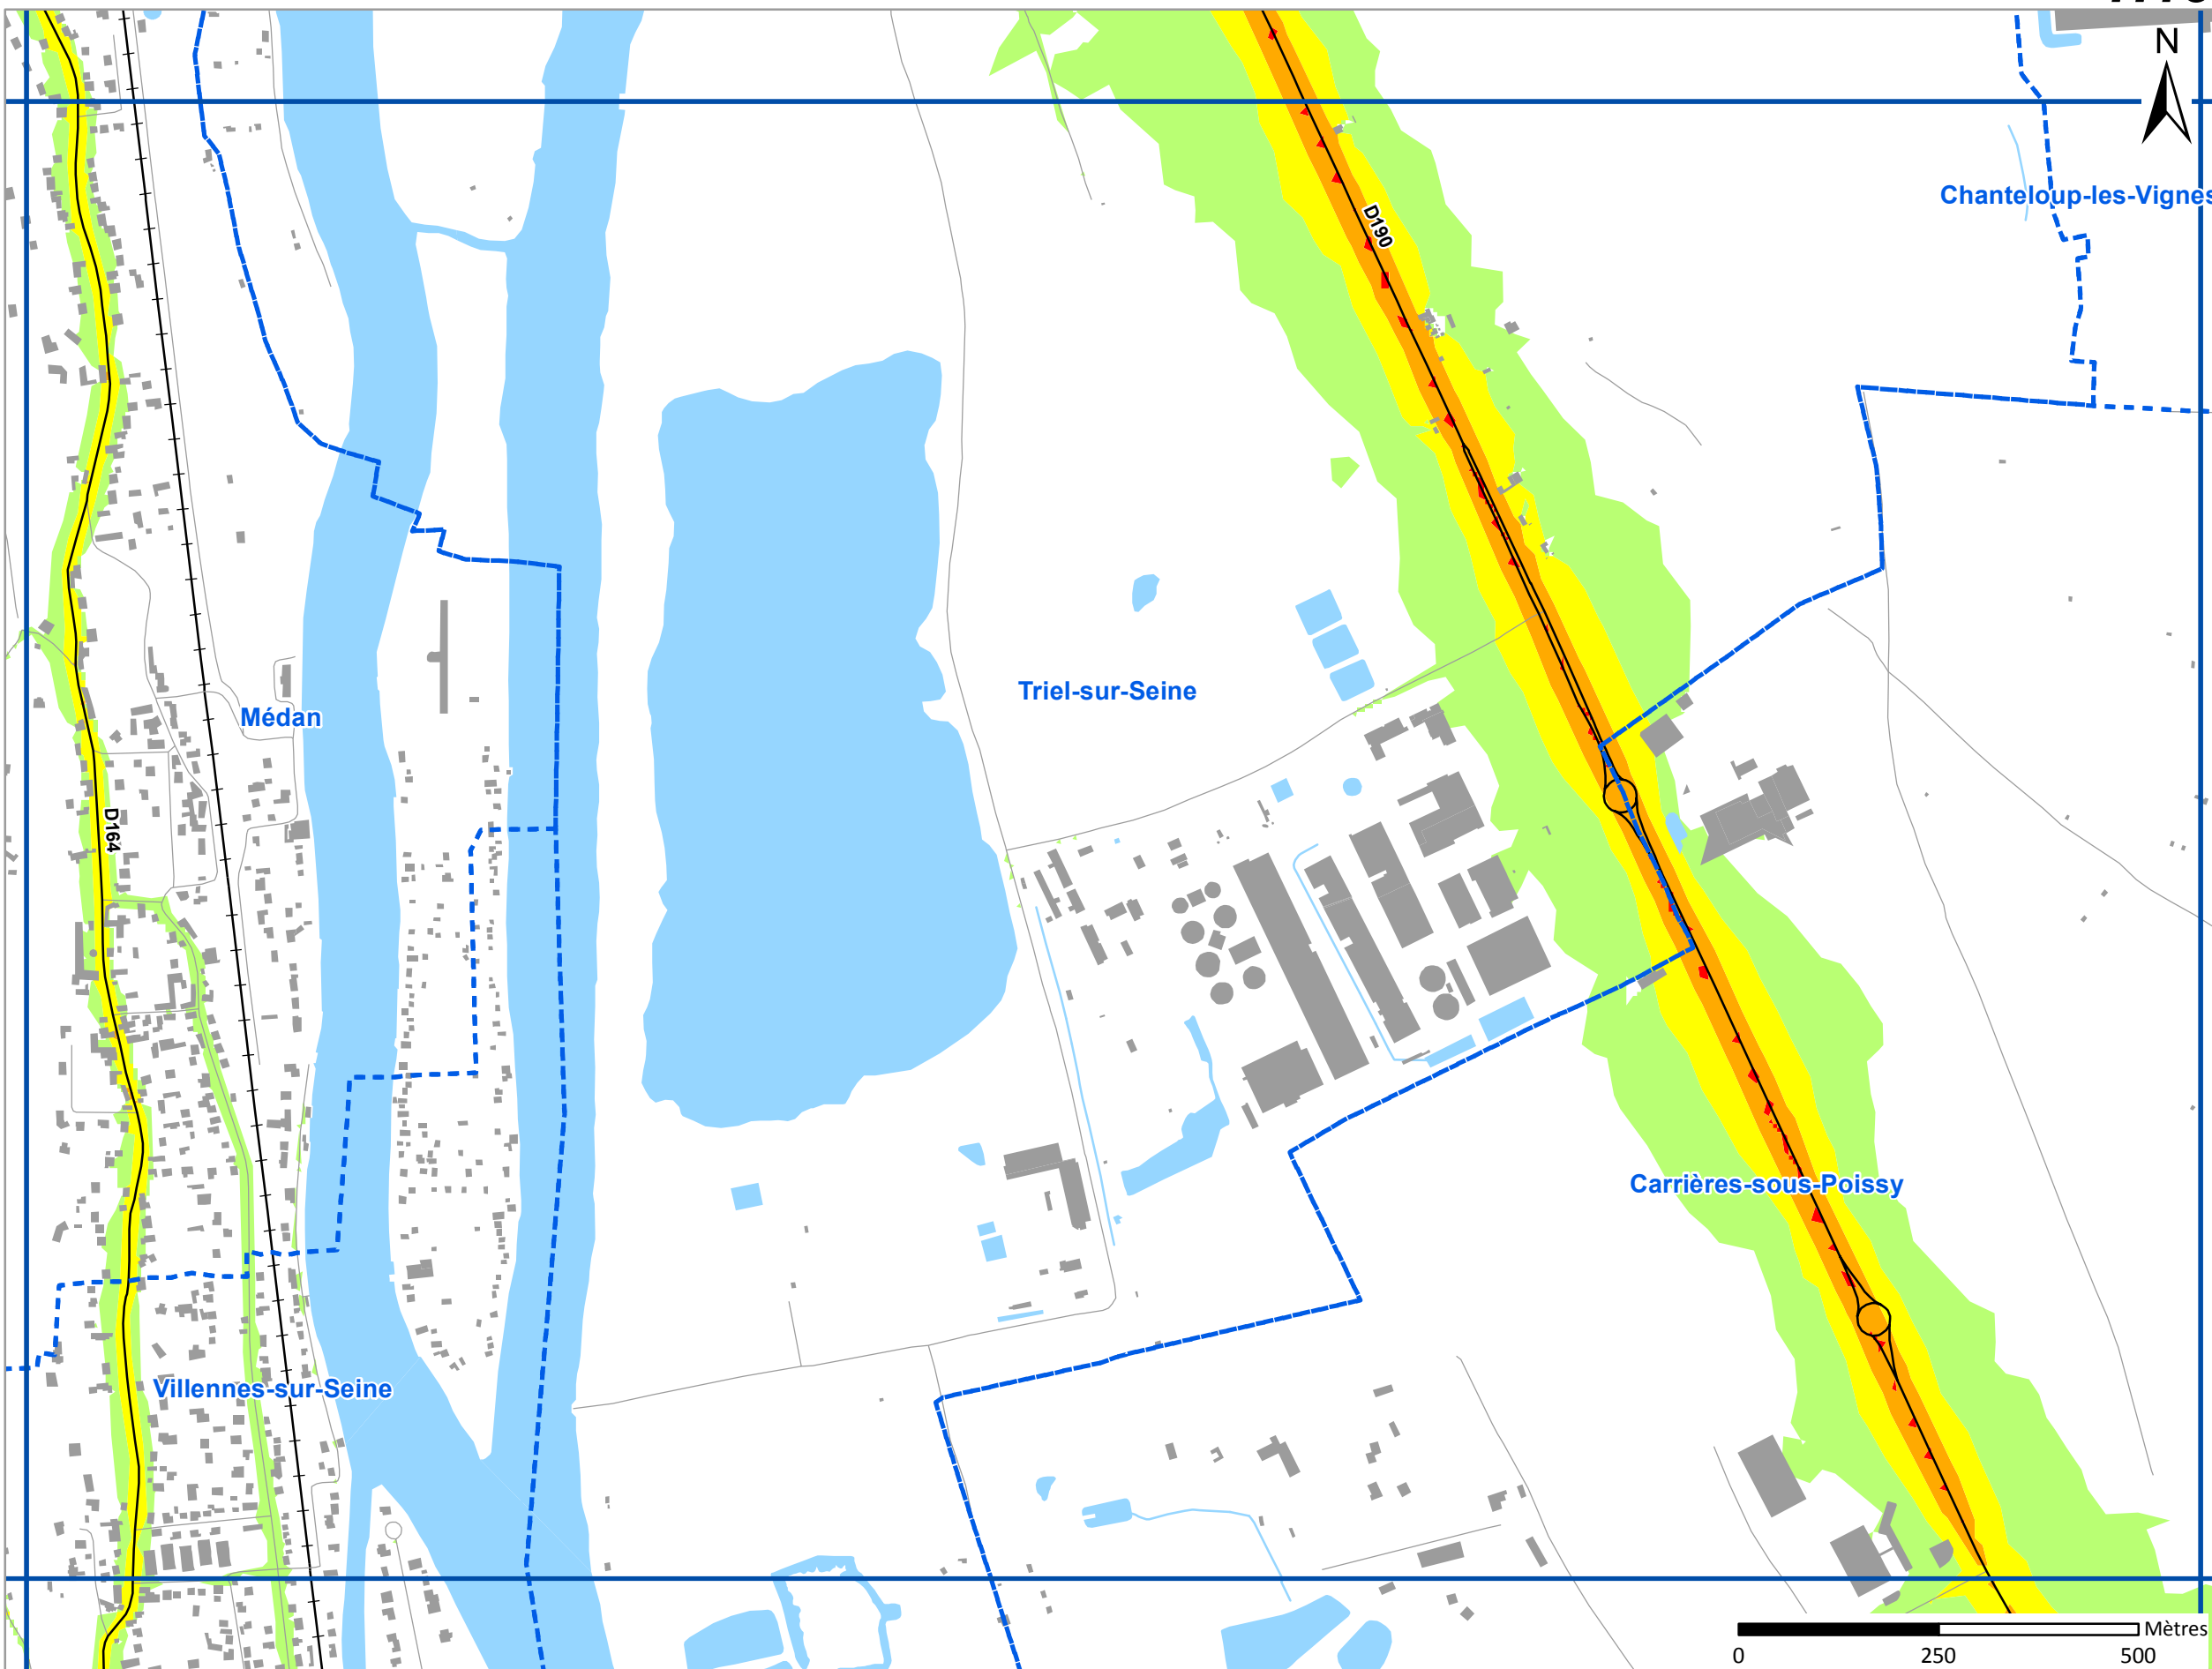 N
Chanteloup-les-Vignes
D190
Triel-sur-Seine
Médan
D164
Carrières-sous-Poissy
Villennes-sur-Seine
Mètres
0 250 500